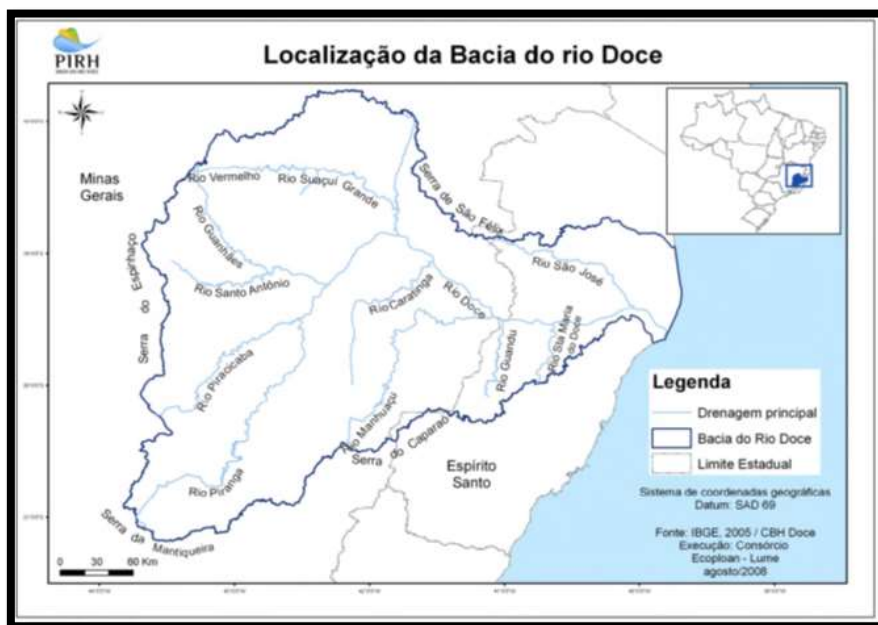 PIRH
Localização da Bacia do rio Doce
Minas
Gerais
Rio Vermelho
Rio Suaçuí
Grande
Serra de São Félix
Rio Guanhães
Serra do Espinhaço
Rio Santo Antônio
Riu São José
Rio Caratinga
Rio Doce
Rio Sta Maria
do Doce
Rio Guandu
Rio Piracicaba
Rio Manhuaçu
Serra do Caparaó
Espírito
Santo
Rio Piranga
Serra da Mantiqueira
0 30 60 Km
Legenda
Drenagem principal
Bacia do Rio Doce
Limite Estadual
Sistema de coordenadas geográficas
Datum: SAD 69
Fonte: IBGE, 2005 / CBH Doce
Execução: Consórcio
Ecoplan - Lume
agosto/2008